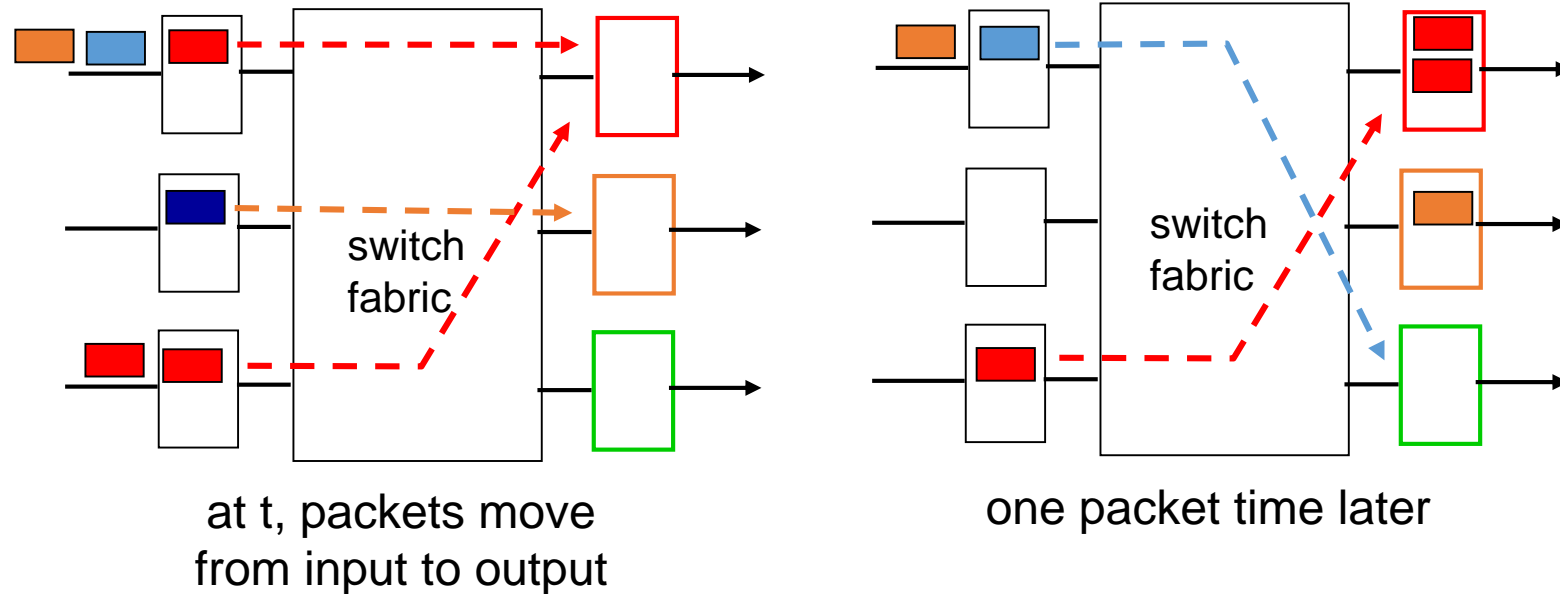 switch
fabric
at t, packets move
from input to output
switch
fabric
one packet time later